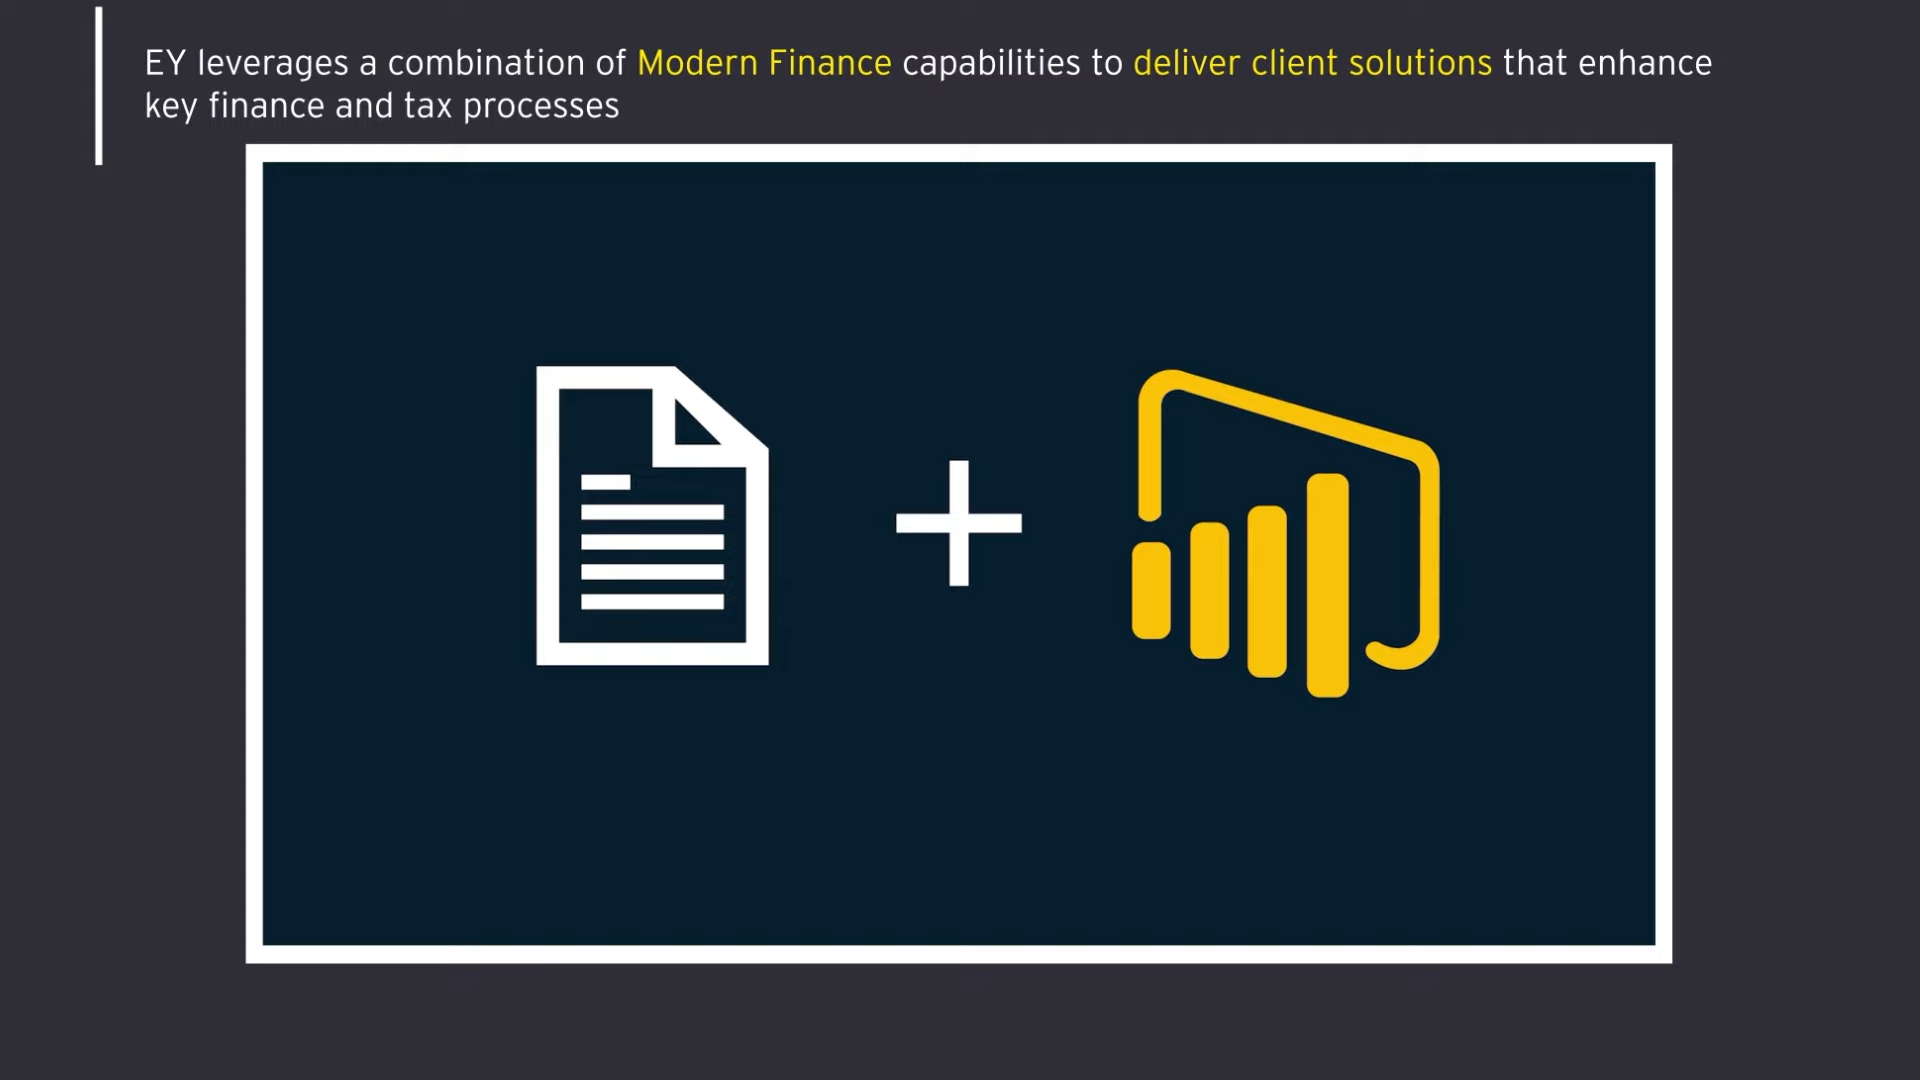 EY leverages a combination of Modern Finance capabilities to deliver client solutions that enhance
key finance and tax processes